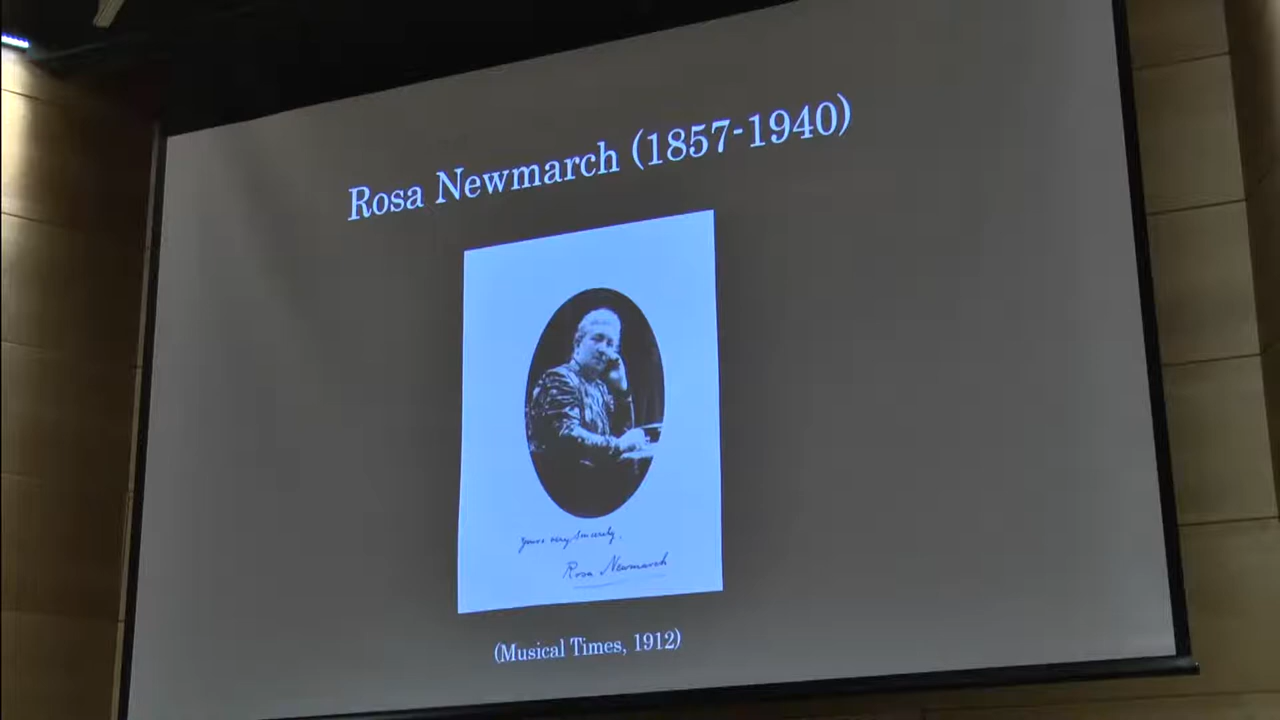 Rosa Newmarch (1857-1940)
Yours very sincerely,
Rosa Newmarch
(Musical Times, 1912)